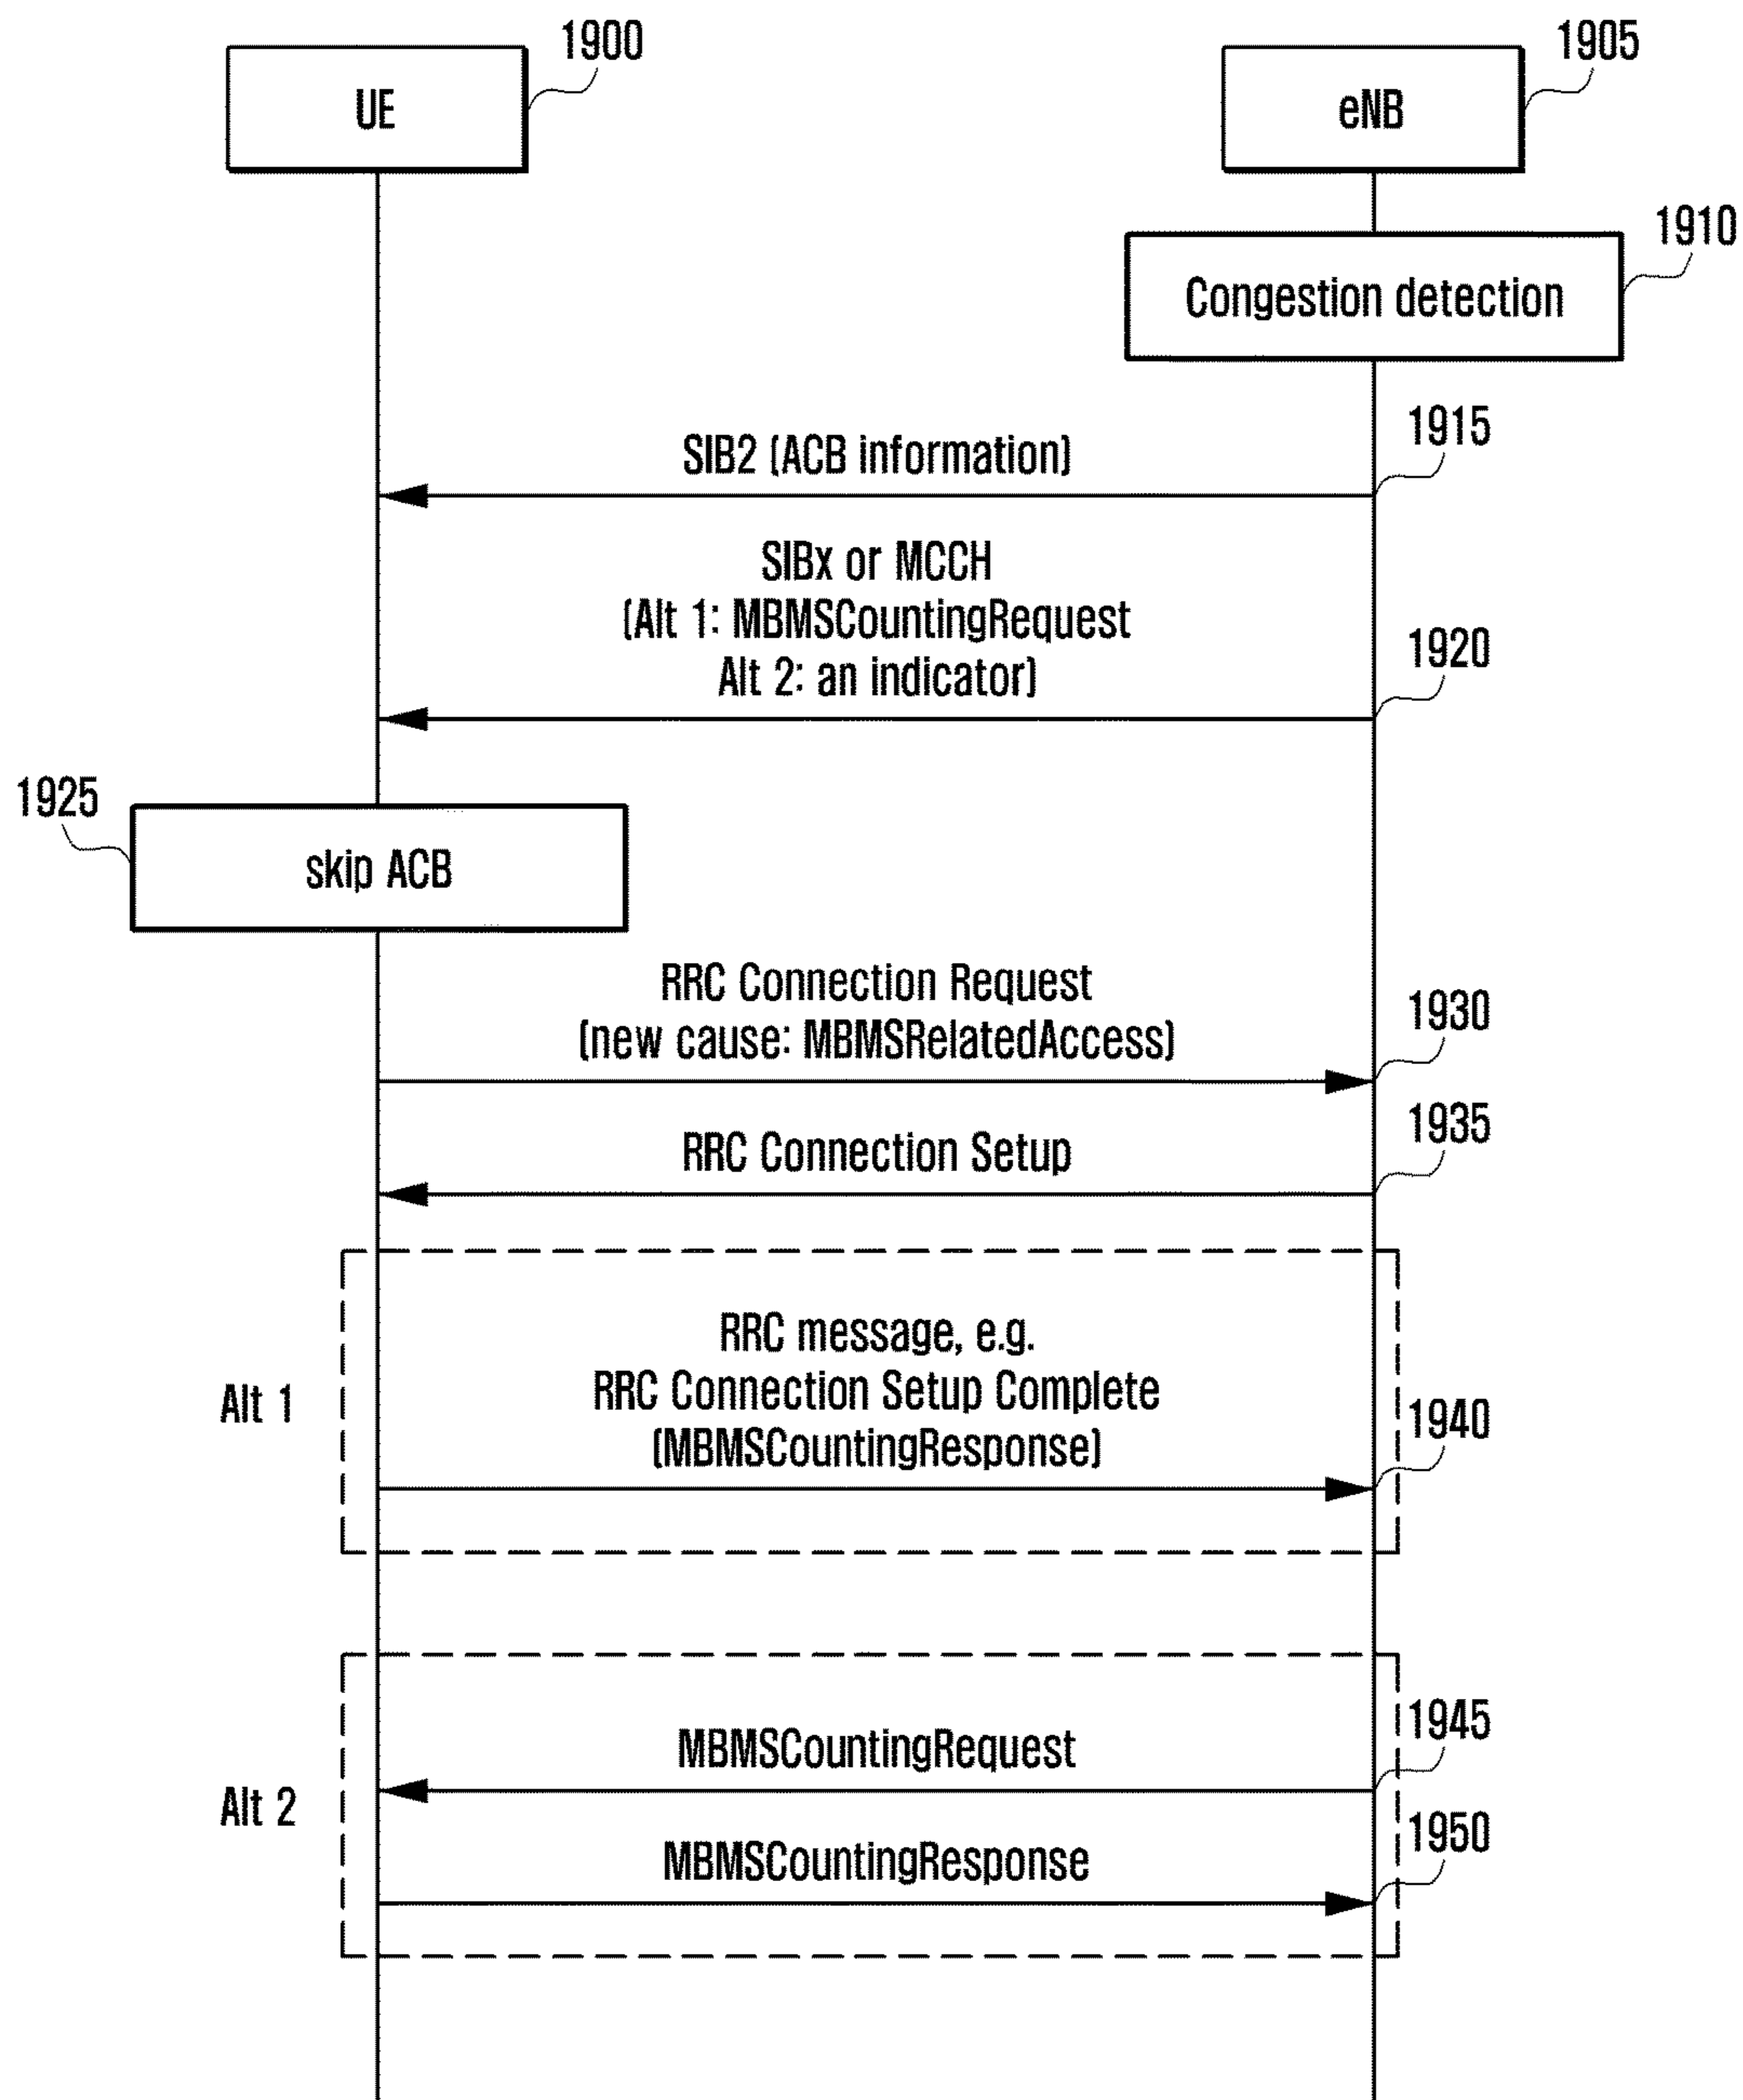 1900
1905
UE
eNB
1910
Congestion detection
1915
SIB2 (ACB information)
SIBx or MCCH
(Alt 1: MBMSCountingRequest
Alt 2: an indicator)
1920
1925
skip ACB
RRC Connection Request
(new cause: MBMSRelatedAccess)
1930
1935
RRC Connection Setup
RRC message, e.g.
RRC Connection Setup Complete
(MBMSCountingResponse)
Alt 1
1940
1945
MBMSCountingRequest
Alt 2
1950
MBMSCountingResponse